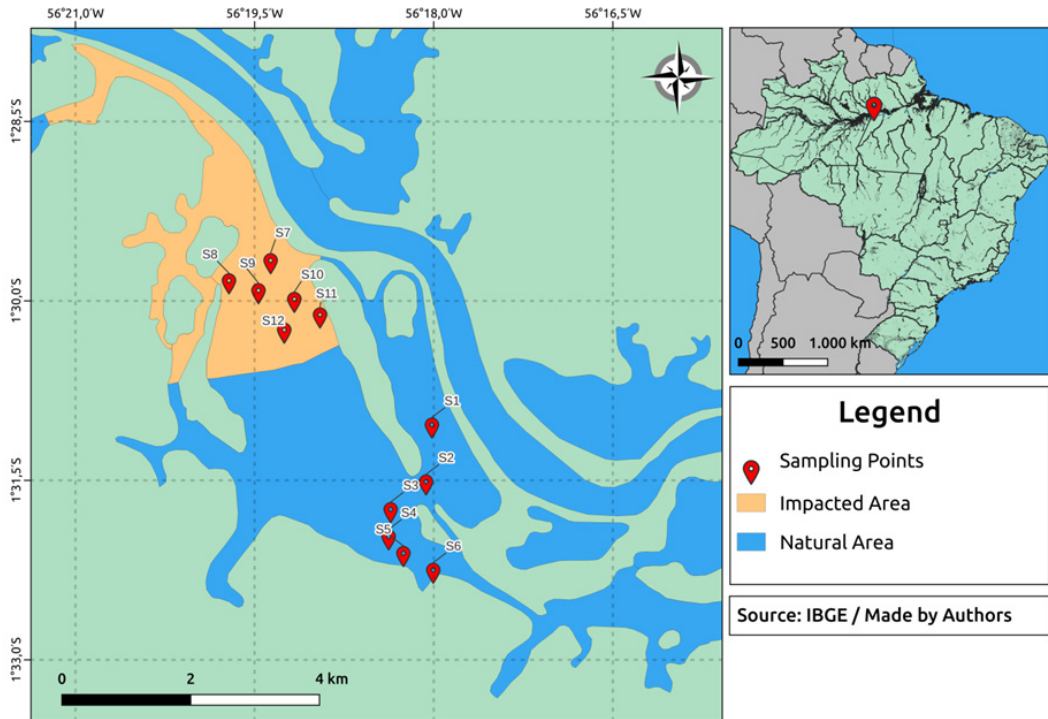 56°21,0'W
56°19,5'W
56°18,0'W
56°16,5'W
1°28,5'S
1°30,0'S
1°31,5'S
1°33,0'S
S7
S8
S9
S10
S11
S12
S1
S2
S3
S4
S5
S6
0 2 4 km
0 500 1.000 km
Legend
Sampling Points
Impacted Area
Natural Area
Source: IBGE / Made by Authors